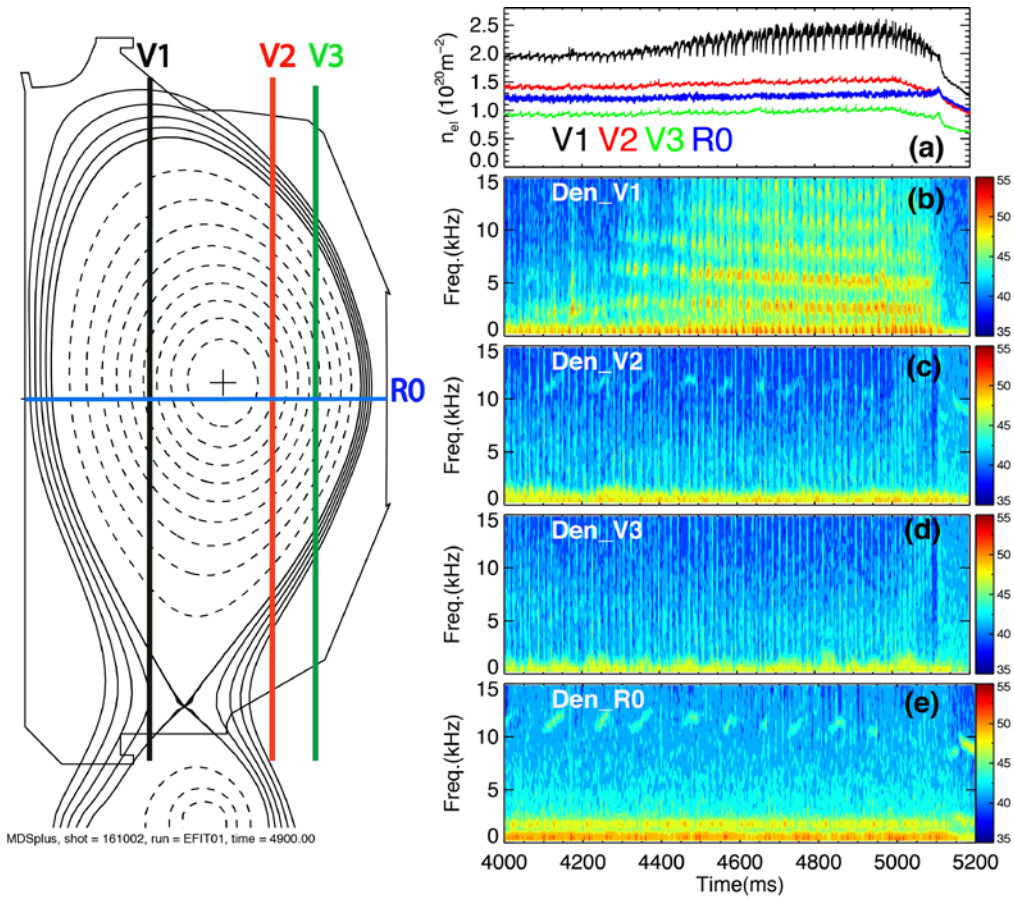 V1 V2 V3
R0
MDSplus, shot = 161002, run = EFIT01, time = 4900.00
nel (10^20m^-2)
2.5
2.0
1.5
1.0
0.5
0.0
V1 V2 V3 R0
(a)
Den_V1
(b)
Freq.(kHz)
15
10
5
0
55
50
45
40
35
Den_V2
(c)
Freq.(kHz)
15
10
5
0
55
50
45
40
35
Den_V3
(d)
Freq.(kHz)
15
10
5
0
55
50
45
40
35
Den_R0
(e)
Freq.(kHz)
15
10
5
0
55
50
45
40
35
4000 4200 4400 4600 4800 5000 5200
Time(ms)